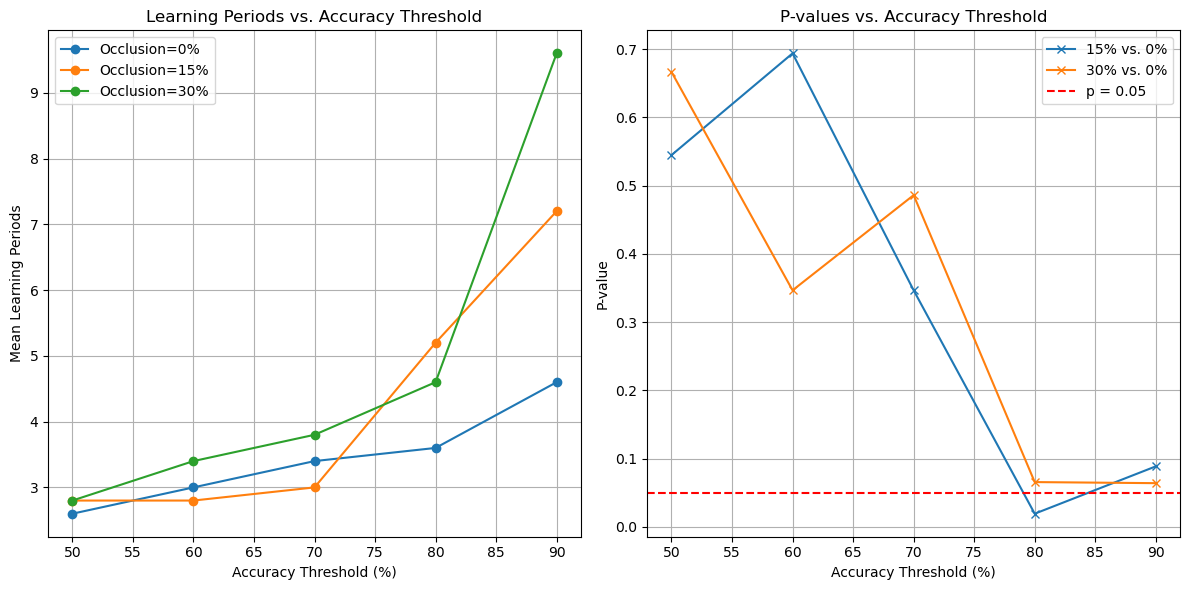 Learning Periods vs. Accuracy Threshold
Occlusion=0%
Occlusion=15%
Occlusion=30%
9
8
7
6
5
4
3
Mean Learning Periods
50 55 60 65 70 75 80 85 90
Accuracy Threshold (%)
P-values vs. Accuracy Threshold
15% vs. 0%
30% vs. 0%
p = 0.05
0.7
0.6
0.5
0.4
0.3
0.2
0.1
0.0
P-value
50 55 60 65 70 75 80 85 90
Accuracy Threshold (%)